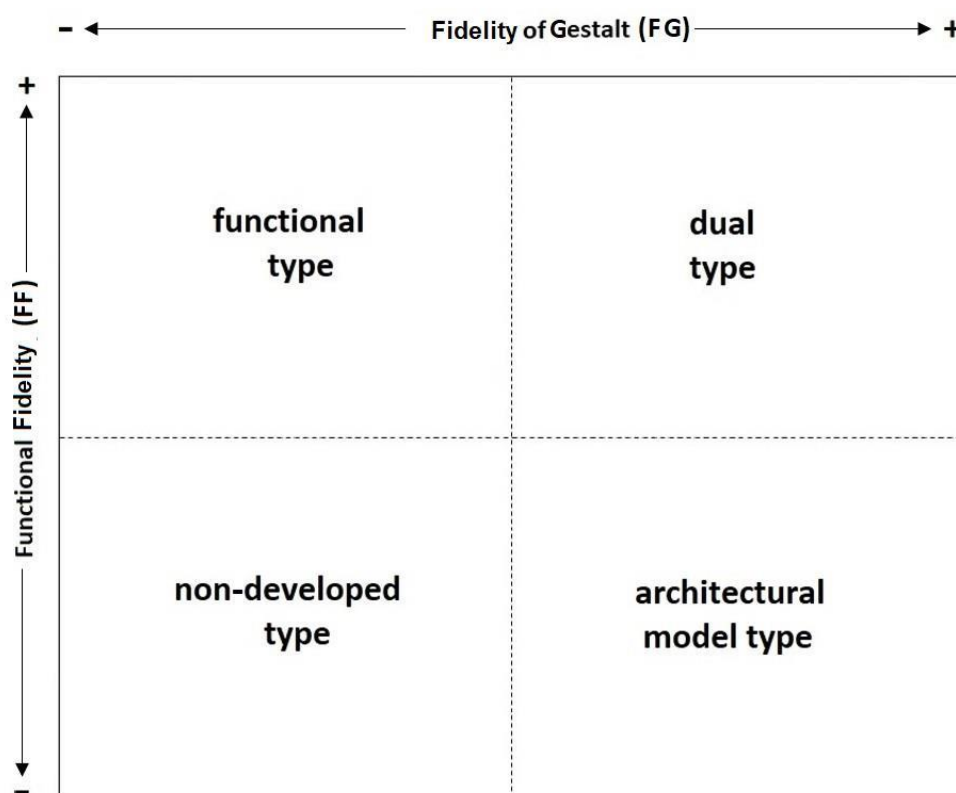 - Fidelity of Gestalt (FG) +
+
functional
type
dual
type
Functional Fidelity (FF)
non-developed
type
architectural
model type
-